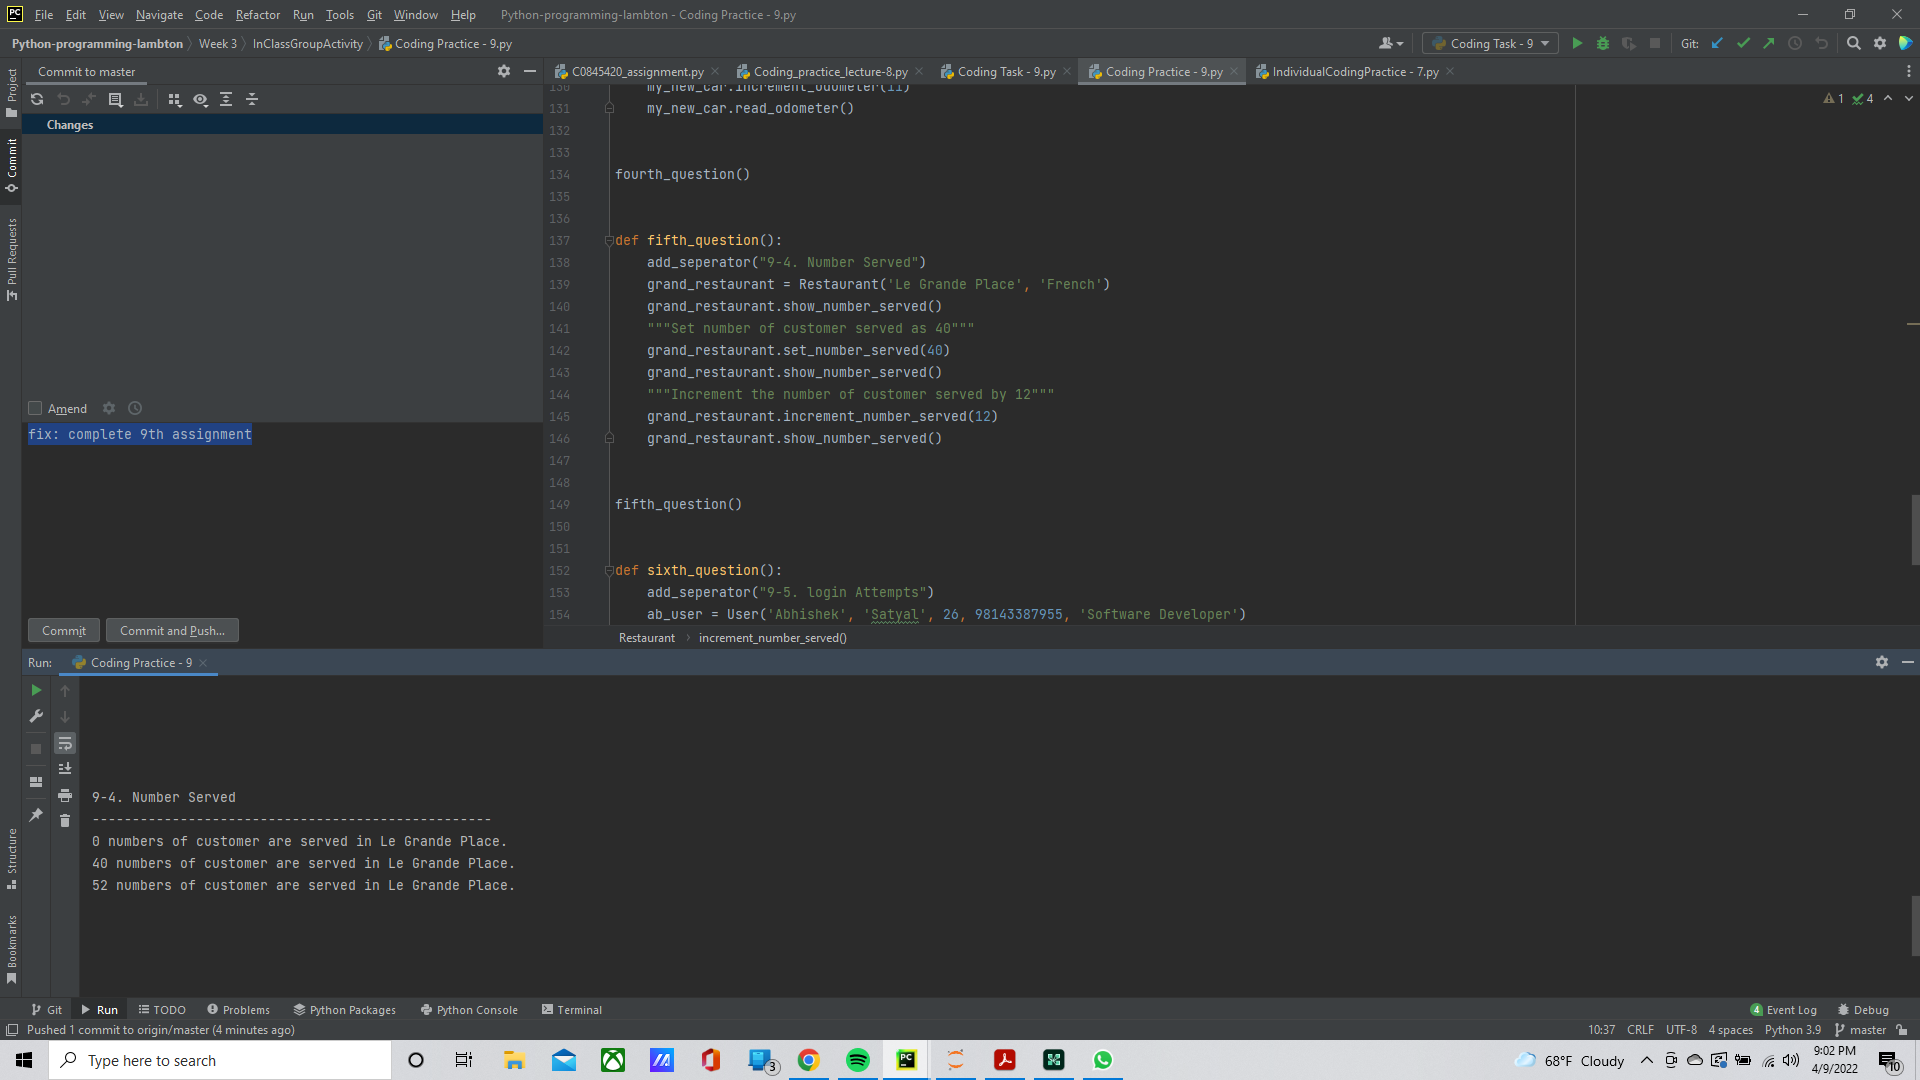 PC File Edit View Navigate Code Refactor Run Tools Git Window Help Python-programming-lambton - Coding Practice - 9.py
Python-programming-lambton Week 3 InClassGroupActivity Coding Practice - 9.py Coding Task - 9 Git:
Commit to master
C0845420_assignment.py Coding_practice_lecture-8.py Coding Task - 9.py Coding Practice - 9.py IndividualCodingPractice - 7.py
Project
Commit
Pull Requests
Changes
1 4
130 my_new_car.increment_odometer(11)
131 my_new_car.read_odometer()
132
133
134 fourth_question()
135
136
137 def fifth_question():
138 add_seperator("9-4. Number Served")
139 grand_restaurant = Restaurant('Le Grande Place', 'French')
140 grand_restaurant.show_number_served()
141 """Set number of customer served as 40"""
142 grand_restaurant.set_number_served(40)
143 grand_restaurant.show_number_served()
144 """Increment the number of customer served by 12"""
145 grand_restaurant.increment_number_served(12)
146 grand_restaurant.show_number_served()
147
148
149 fifth_question()
150
151
152 def sixth_question():
153 add_seperator("9-5. login Attempts")
154 ab_user = User('Abhishek', 'Satyal', 26, 98143387955, 'Software Developer')
Amend
fix: complete 9th assignment
Commit Commit and Push...
Restaurant increment_number_served()
Run: Coding Practice - 9
9-4. Number Served
--------------------------------------------------
0 numbers of customer are served in Le Grande Place.
40 numbers of customer are served in Le Grande Place.
52 numbers of customer are served in Le Grande Place.
Structure
Bookmarks
Git Run TODO Problems Python Packages Python Console Terminal 4 Event Log Debug
Pushed 1 commit to origin/master (4 minutes ago) 10:37 CRLF UTF-8 4 spaces Python 3.9 master
Type here to search 3 PC 68°F Cloudy 9:02 PM
4/9/2022 10